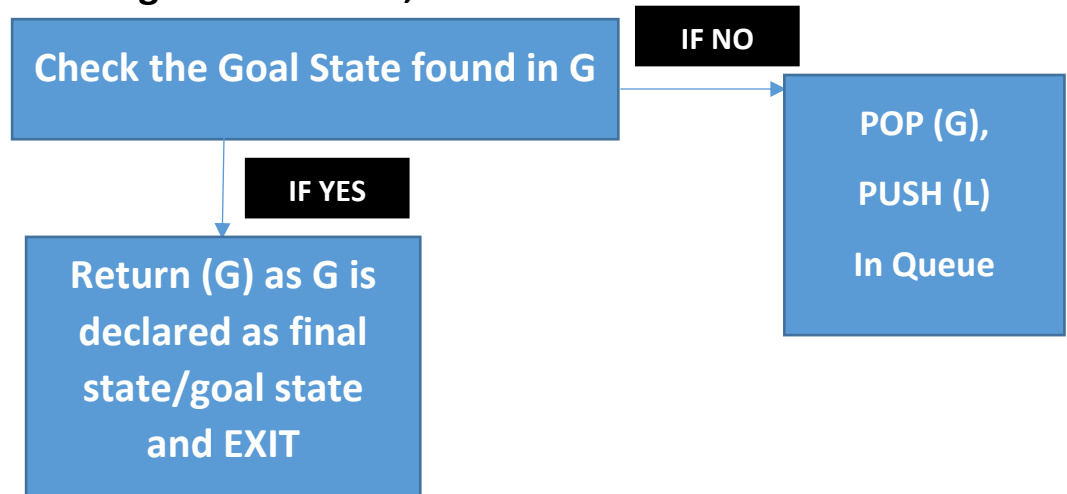 Check the Goal State found in G
IF NO
POP (G),
PUSH (L)
In Queue
IF YES
Return (G) as G is
declared as final
state/goal state
and EXIT